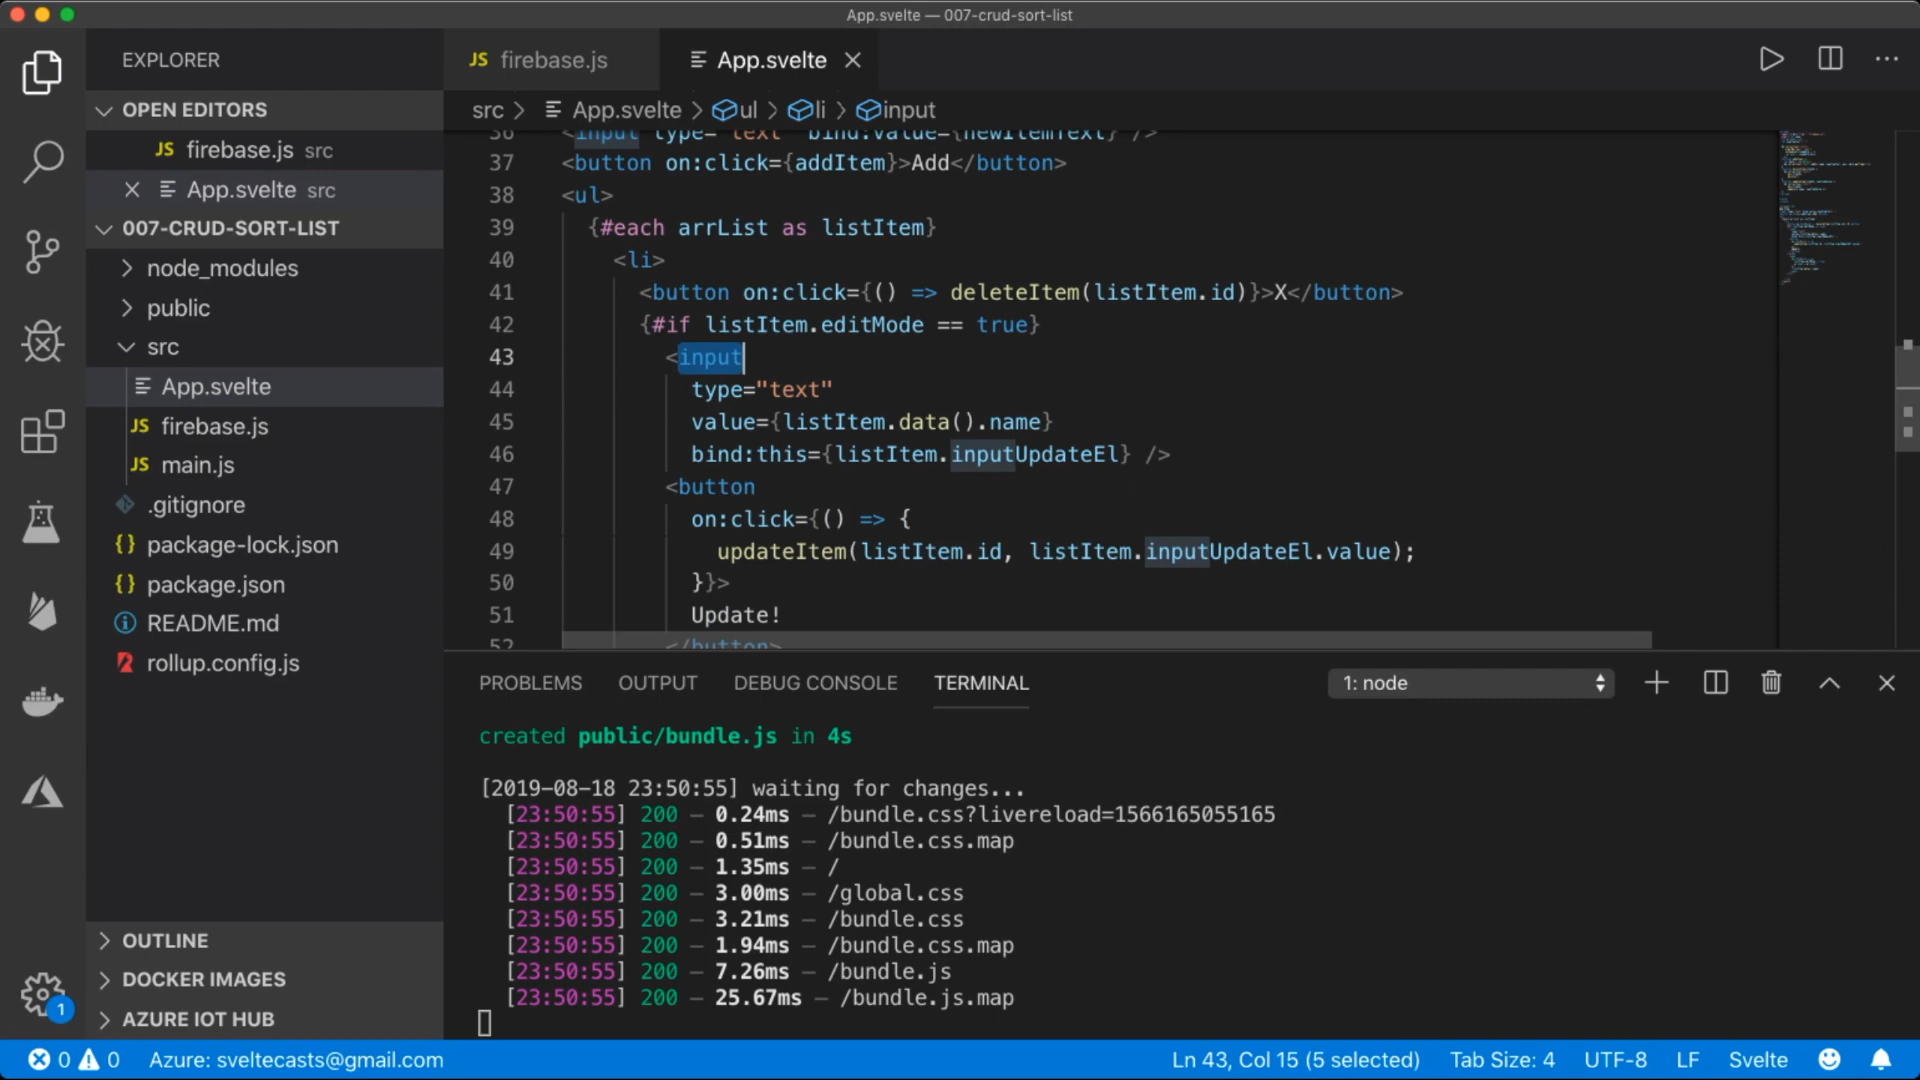 App.svelte — 007-crud-sort-list
EXPLORER
OPEN EDITORS
JS firebase.js src
App.svelte src
007-CRUD-SORT-LIST
node_modules
public
src
App.svelte
JS firebase.js
JS main.js
.gitignore
{} package-lock.json
{} package.json
README.md
rollup.config.js
OUTLINE
DOCKER IMAGES
AZURE IOT HUB
1
JS firebase.js
App.svelte
src > App.svelte > ul > li > input
36 <input type="text" bind:value={newItemText} />
37 <button on:click={addItem}>Add</button>
38 <ul>
39 {#each arrList as listItem}
40 <li>
41 <button on:click={() => deleteItem(listItem.id)}>X</button>
42 {#if listItem.editMode == true}
43 <input
44 type="text"
45 value={listItem.data().name}
46 bind:this={listItem.inputUpdateEl} />
47 <button
48 on:click={() => {
49 updateItem(listItem.id, listItem.inputUpdateEl.value);
50 }}>
51 Update!
52 </button>
PROBLEMS OUTPUT DEBUG CONSOLE TERMINAL 1: node
created public/bundle.js in 4s
[2019-08-18 23:50:55] waiting for changes...
[23:50:55] 200 — 0.24ms — /bundle.css?livereload=1566165055165
[23:50:55] 200 — 0.51ms — /bundle.css.map
[23:50:55] 200 — 1.35ms — /
[23:50:55] 200 — 3.00ms — /global.css
[23:50:55] 200 — 3.21ms — /bundle.css
[23:50:55] 200 — 1.94ms — /bundle.css.map
[23:50:55] 200 — 7.26ms — /bundle.js
[23:50:55] 200 — 25.67ms — /bundle.js.map
0 0 Azure: sveltecasts@gmail.com Ln 43, Col 15 (5 selected) Tab Size: 4 UTF-8 LF Svelte